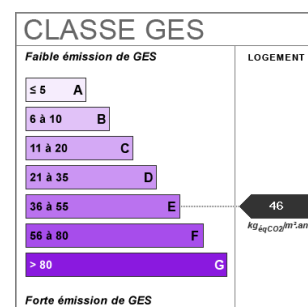 CLASSE GES
Faible émission de GES
LOGEMENT
≤ 5 A
6 à 10 B
11 à 20 C
21 à 35 D
36 à 55 E
46
kgéqCO2/m².an
56 à 80 F
> 80 G
Forte émission de GES